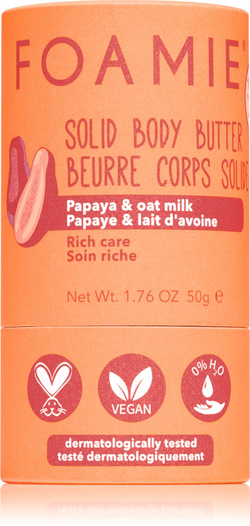 FOAMIE
SOLID BODY BUTTER
BEURRE CORPS SOLIDE
Papaya & oat milk
Papaye & lait d'avoine
Rich care
Soin riche
Net Wt. 1.76 OZ 50g e
VEGAN
0% H₂O
dermatologically tested
testé dermatologiquement